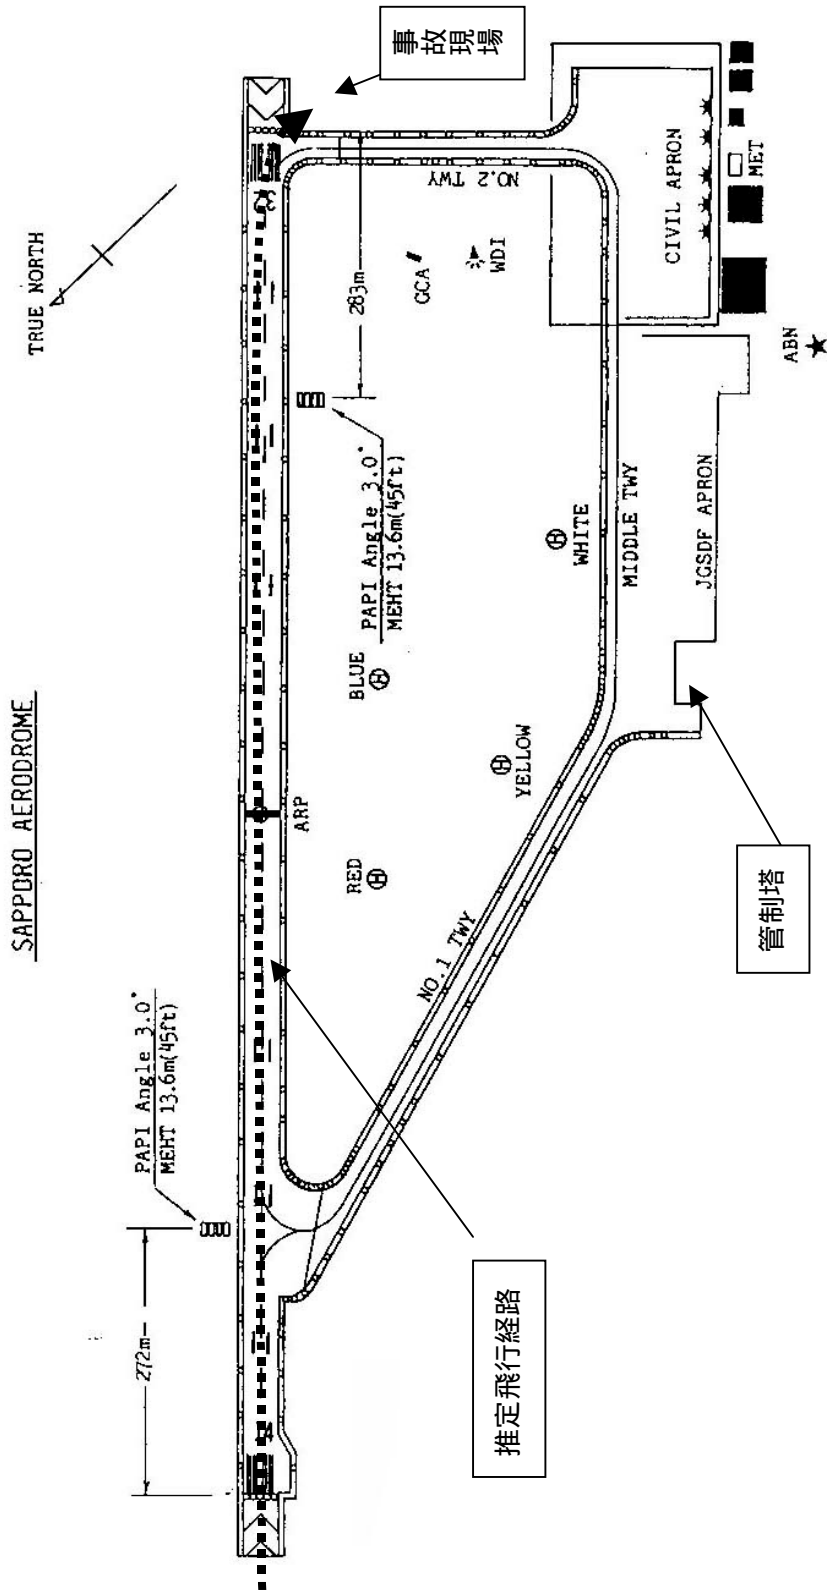 SAPPORO AERODROME
TRUE NORTH
事故現場
PAPI Angle 3.0°
MEHT 13.6m(45ft)
272m
14
推定飛行経路
RED
ARP
BLUE
YELLOW
NO.1 TWY
管制塔
PAPI Angle 3.0°
MEHT 13.6m(45ft)
283m
32
GCA
WDI
NO.2 TWY
WHITE
MIDDLE TWY
JGSDF APRON
CIVIL APRON
MET
ABN
H
H
H
H